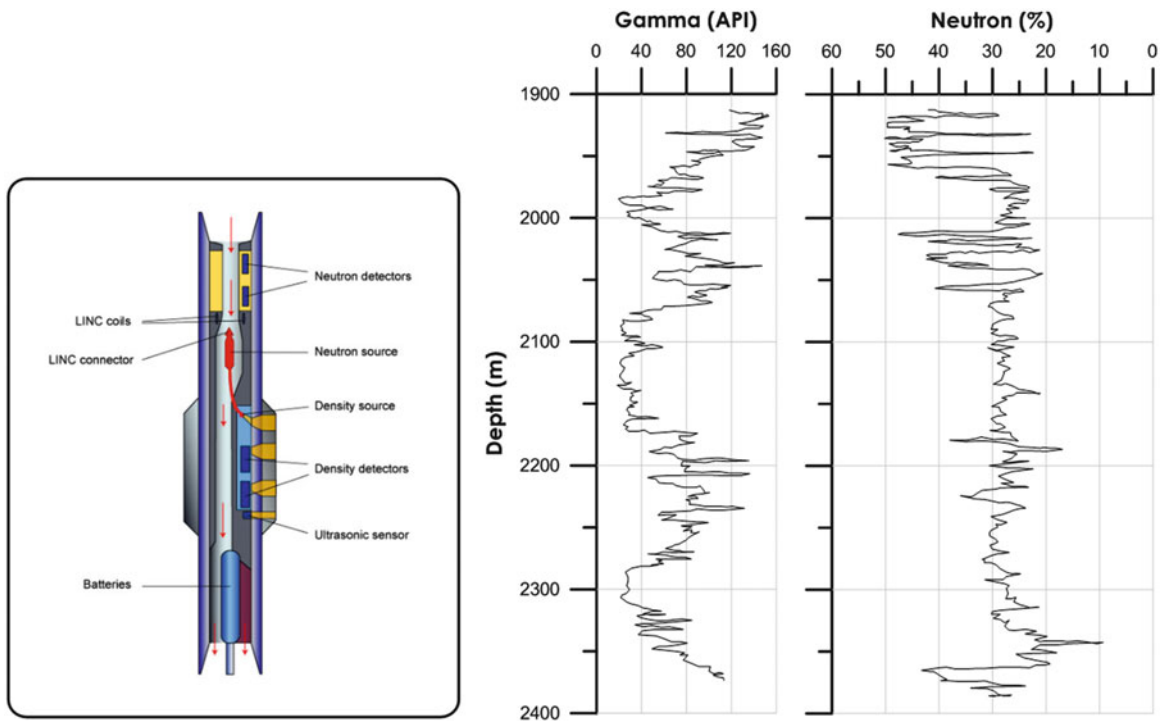 Neutron detectors
LINC coils
LINC connector
Neutron source
Density source
Density detectors
Ultrasonic sensor
Batteries
Gamma (API)
0 40 80 120 160
Neutron (%)
60 50 40 30 20 10 0
Depth (m)
1900
2000
2100
2200
2300
2400